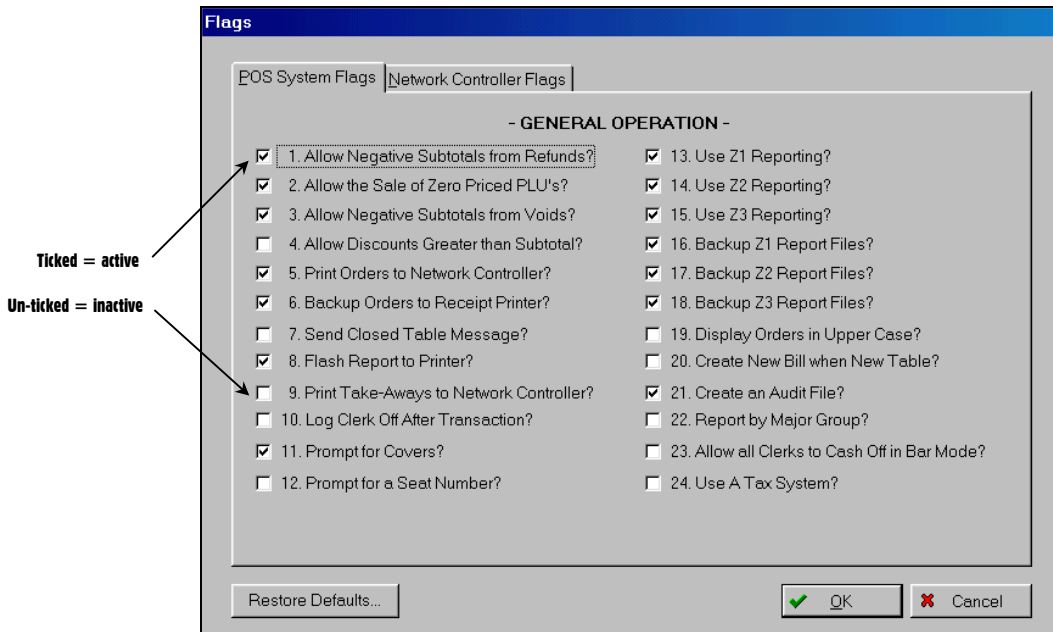 Flags
POS System Flags
Network Controller Flags
- GENERAL OPERATION -
1. Allow Negative Subtotals from Refunds?
2. Allow the Sale of Zero Priced PLU's?
3. Allow Negative Subtotals from Voids?
4. Allow Discounts Greater than Subtotal?
5. Print Orders to Network Controller?
6. Backup Orders to Receipt Printer?
7. Send Closed Table Message?
8. Flash Report to Printer?
9. Print Take-Aways to Network Controller?
10. Log Clerk Off After Transaction?
11. Prompt for Covers?
12. Prompt for a Seat Number?
13. Use Z1 Reporting?
14. Use Z2 Reporting?
15. Use Z3 Reporting?
16. Backup Z1 Report Files?
17. Backup Z2 Report Files?
18. Backup Z3 Report Files?
19. Display Orders in Upper Case?
20. Create New Bill when New Table?
21. Create an Audit File?
22. Report by Major Group?
23. Allow all Clerks to Cash Off in Bar Mode?
24. Use A Tax System?
Ticked = active
Un-ticked = inactive
Restore Defaults...
OK
Cancel